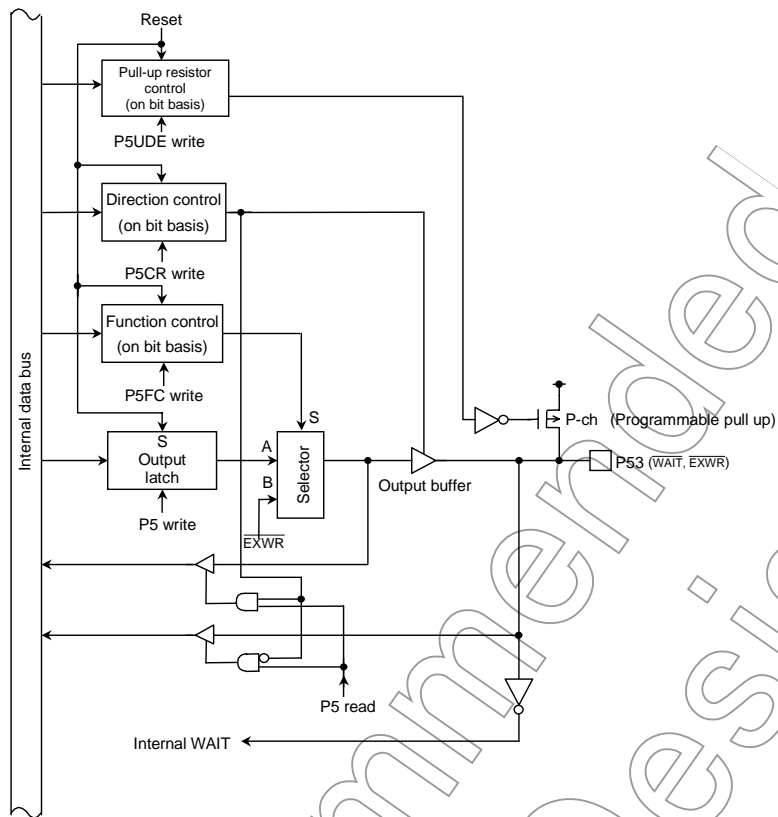 Reset
Pull-up resistor
control
(on bit basis)
P5UDE write
Direction control
(on bit basis)
P5CR write
Function control
(on bit basis)
P5FC write
Internal data bus
S
Output
latch
P5 write
A
B
S
Selector
EXWR
Output buffer
P-ch (Programmable pull up)
P53 (WAIT, EXWR)
P5 read
Internal WAIT
mmended
Desi